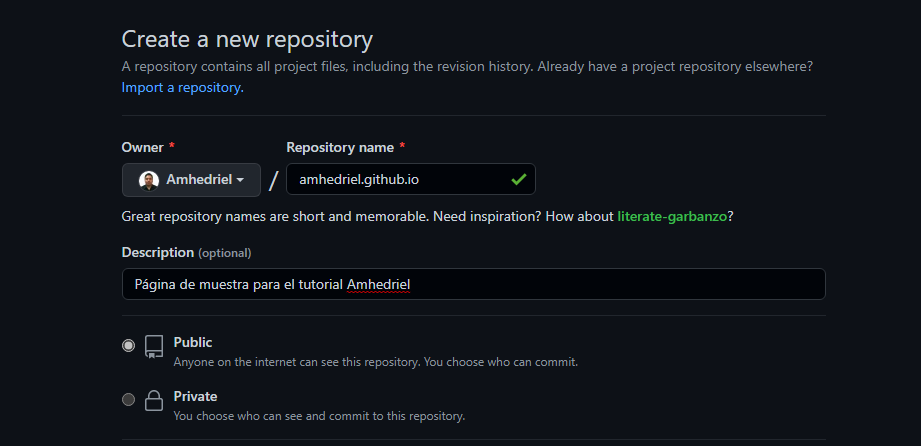 Create a new repository
A repository contains all project files, including the revision history. Already have a project repository elsewhere?
Import a repository.
Owner * Repository name *
Amhedriel / amhedriel.github.io
Great repository names are short and memorable. Need inspiration? How about literate-garbanzo?
Description (optional)
Página de muestra para el tutorial Amhedriel
Public
Anyone on the internet can see this repository. You choose who can commit.
Private
You choose who can see and commit to this repository.